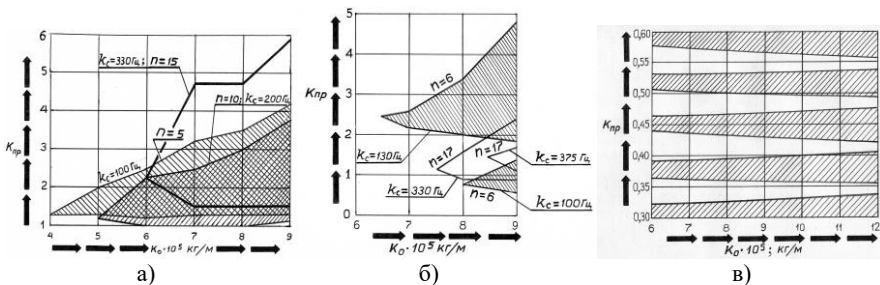 6
5
4
3
2
1
Kпр
4 5 6 7 8 9
K₀·10⁵ кг/м
kc=330Гц; n=15
n=10; kc=200Гц
n=5
kc=100Гц
а)
5
4
3
2
1
0
Kпр
6 7 8 9
K₀·10⁵ кг/м
n=6
kc=130Гц
n=17
n=17
kc=375Гц
kc=330Гц
n=6
kc=100Гц
б)
0,60
0,55
0,50
0,45
0,40
0,35
0,30
Kпр
6 7 8 9 10 11 12
K₀·10⁵; кг/м
в)